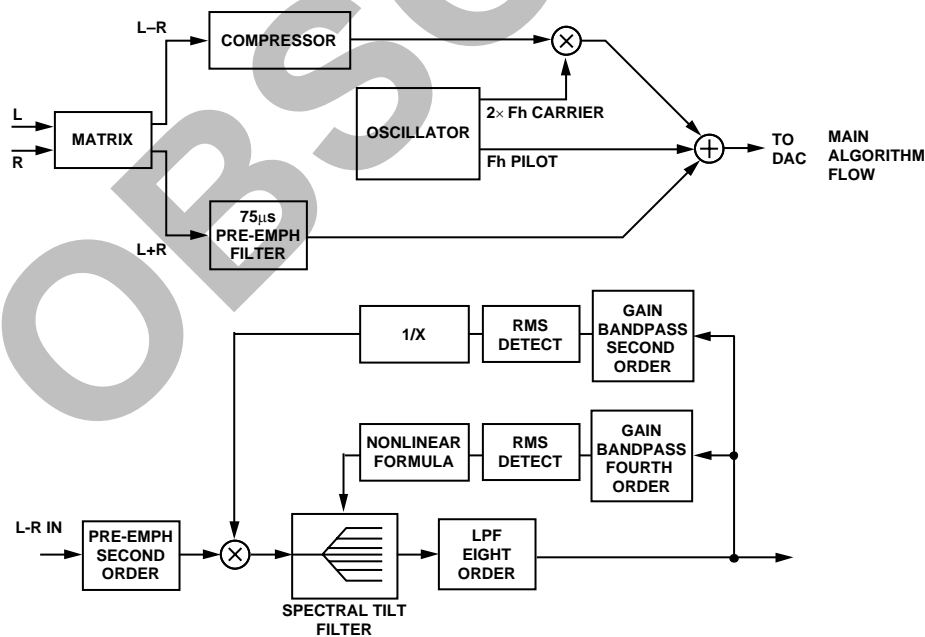 L–R
COMPRESSOR
×
L
R
MATRIX
OSCILLATOR
2× Fh CARRIER
Fh PILOT
+
TO
DAC
MAIN
ALGORITHM
FLOW
75µs
PRE-EMPH
FILTER
L+R
1/X
RMS
DETECT
GAIN
BANDPASS
SECOND
ORDER
NONLINEAR
FORMULA
RMS
DETECT
GAIN
BANDPASS
FOURTH
ORDER
L-R IN
PRE-EMPH
SECOND
ORDER
×
LPF
EIGHT
ORDER
SPECTRAL TILT
FILTER